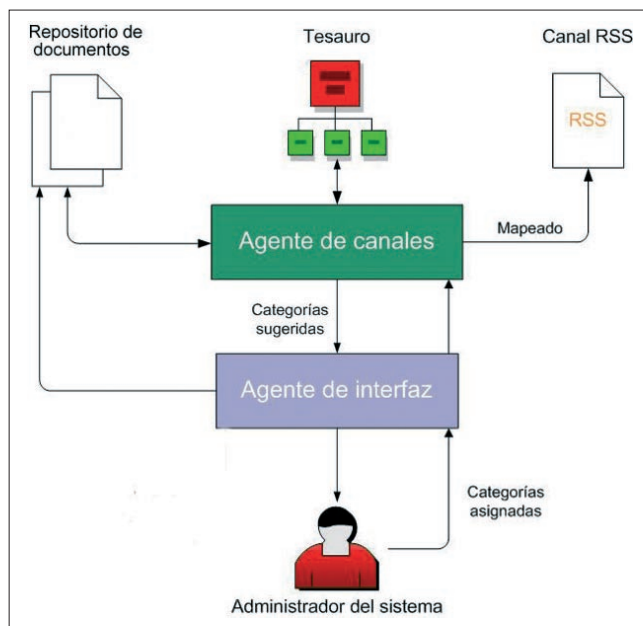 Repositorio de
documentos
Tesauro
Canal RSS
RSS
Agente de canales
Mapeado
Categorías
sugeridas
Agente de interfaz
Categorías
asignadas
Administrador del sistema